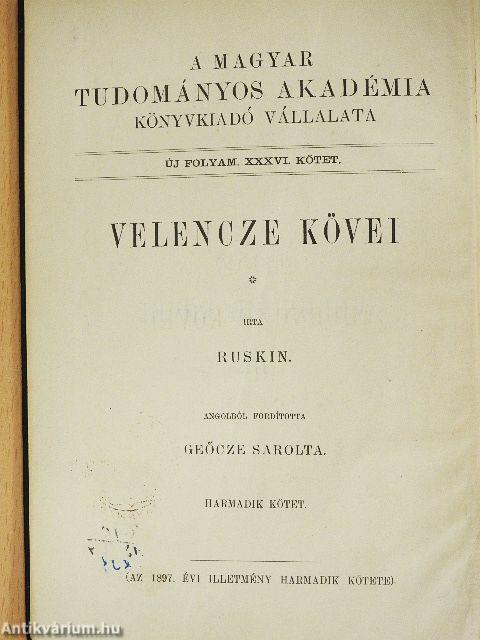 A MAGYAR
TUDOMÁNYOS AKADÉMIA
KÖNYVKIADÓ VÁLLALATA
ÚJ FOLYAM. XXXVI. KÖTET.
VELENCZE KÖVEI
*
IRTA
RUSKIN.
ANGOLBÓL FORDÍTOTTA
GEŐCZE SAROLTA.
HARMADIK KÖTET.
(AZ 1897. ÉVI ILLETMÉNY HARMADIK KÖTETE)
Antikvárium.hu